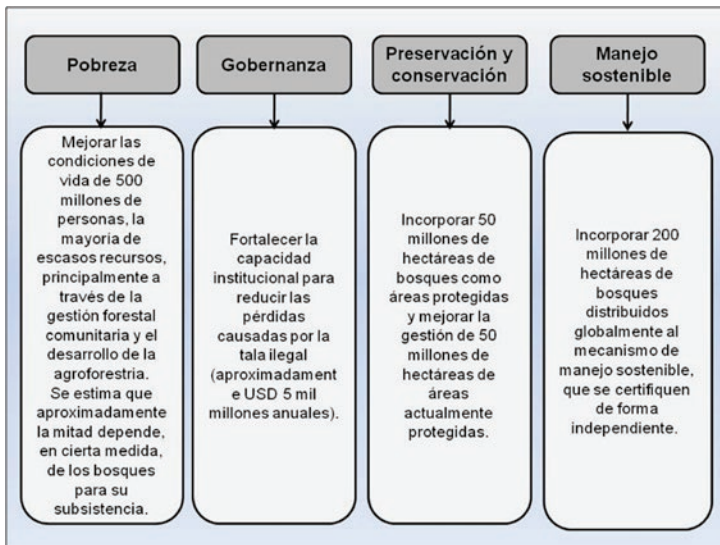 Pobreza
Mejorar las
condiciones de
vida de 500
millones de
personas, la
mayoría de
escasos recursos,
principalmente a
través de la
gestión forestal
comunitaria y el
desarrollo de la
agroforestria.
Se estima que
aproximadamente
la mitad depende,
en cierta medida,
de los bosques
para su
subsistencia.
Gobernanza
Fortalecer la
capacidad
institucional para
reducir las
pérdidas
causadas por la
tala ilegal
(aproximadament
e USD 5 mil
millones anuales).
Preservación y
conservación
Incorporar 50
millones de
hectáreas de
bosques como
áreas protegidas
y mejorar la
gestión de 50
millones de
hectáreas de
áreas
actualmente
protegidas.
Manejo
sostenible
Incorporar 200
millones de
hectáreas de
bosques
distribuidos
globalmente al
mecanismo de
manejo sostenible,
que se certifiquen
de forma
independiente.